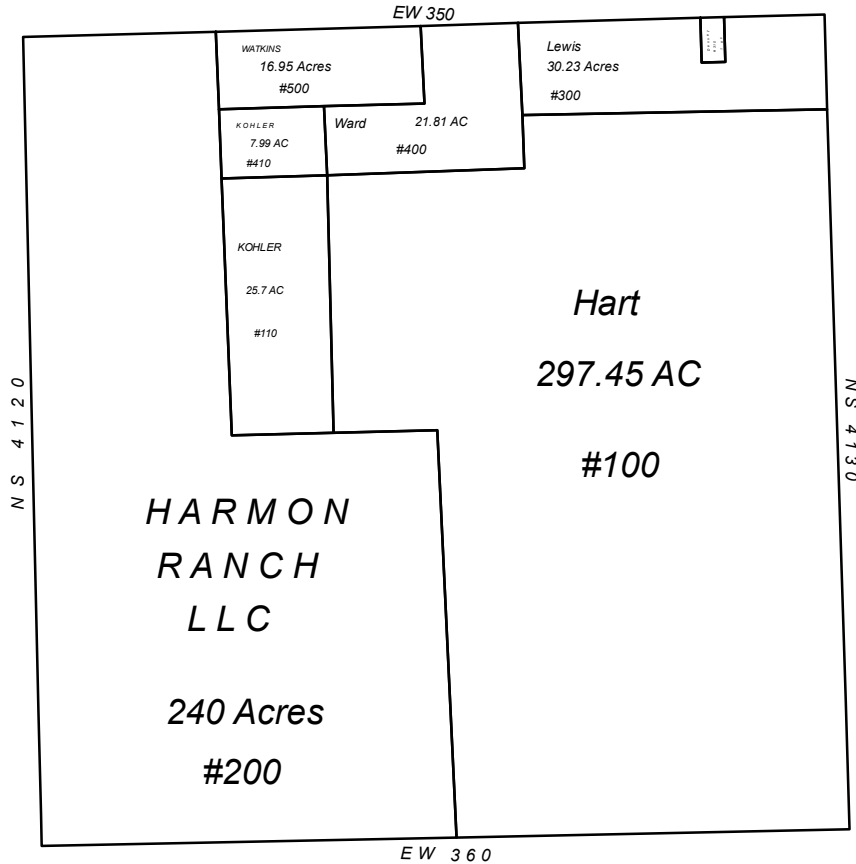 EW 350
WATKINS
16.95 Acres
#500
Lewis
30.23 Acres
#300
KOHLER
7.99 AC
#410
Ward
21.81 AC
#400
KOHLER
25.7 AC
#110
Hart
297.45 AC
#100
NS 4120
NS 4130
HARMON
RANCH
LLC
240 Acres
#200
EW 360